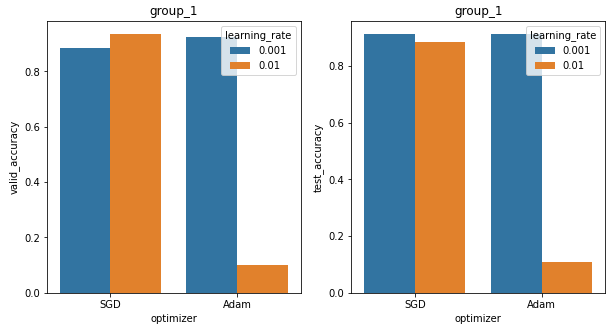 group_1
learning_rate
0.001
0.01
valid_accuracy
0.8
0.6
0.4
0.2
0.0
SGD
Adam
optimizer
group_1
learning_rate
0.001
0.01
test_accuracy
0.8
0.6
0.4
0.2
0.0
SGD
Adam
optimizer